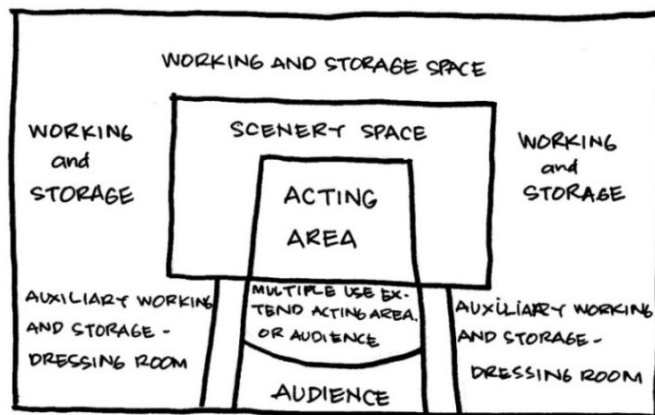 WORKING AND STORAGE SPACE
SCENERY SPACE
WORKING
and
STORAGE
WORKING
and
STORAGE
ACTING
AREA
MULTIPLE USE EX-
TEND ACTING AREA.
OR AUDIENCE
AUXILIARY WORKING
AND STORAGE -
DRESSING ROOM
AUXILIARY WORKING
AND STORAGE -
DRESSING ROOM
AUDIENCE